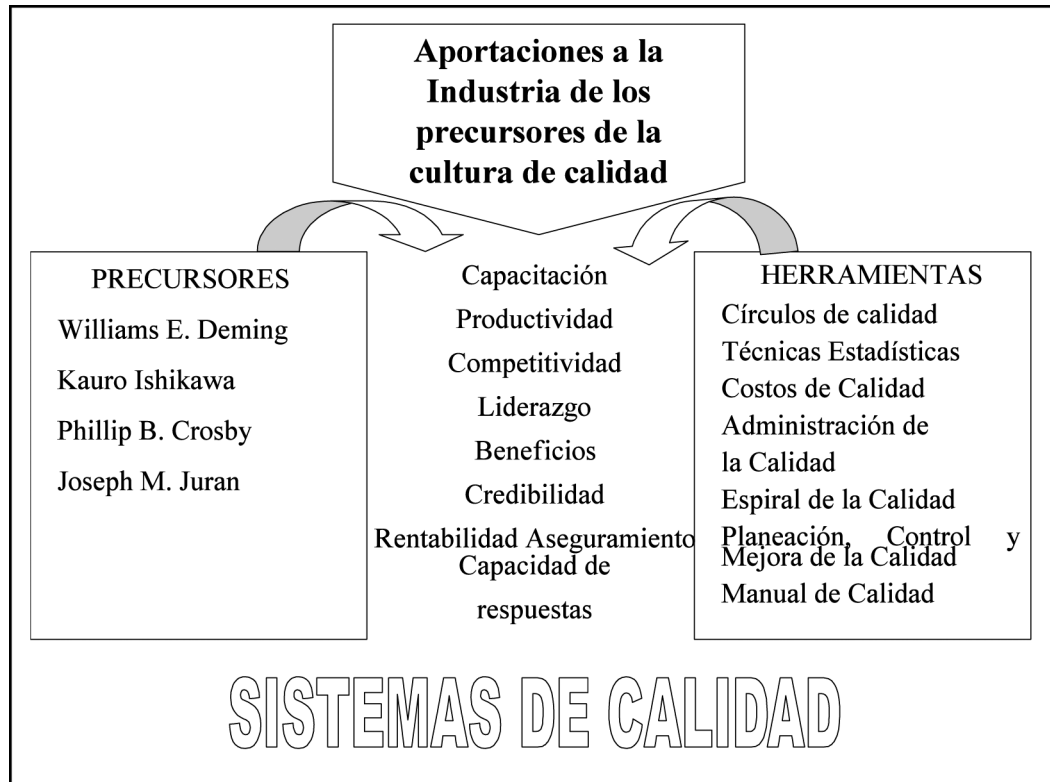 Aportaciones a la
Industria de los
precursores de la
cultura de calidad
PRECURSORES
Williams E. Deming
Kauro Ishikawa
Phillip B. Crosby
Joseph M. Juran
Capacitación
Productividad
Competitividad
Liderazgo
Beneficios
Credibilidad
Rentabilidad Aseguramiento
Capacidad de
respuestas
HERRAMIENTAS
Círculos de calidad
Técnicas Estadísticas
Costos de Calidad
Administración de
la Calidad
Espiral de la Calidad
Planeación, Control y
Mejora de la Calidad
Manual de Calidad
SISTEMAS DE CALIDAD